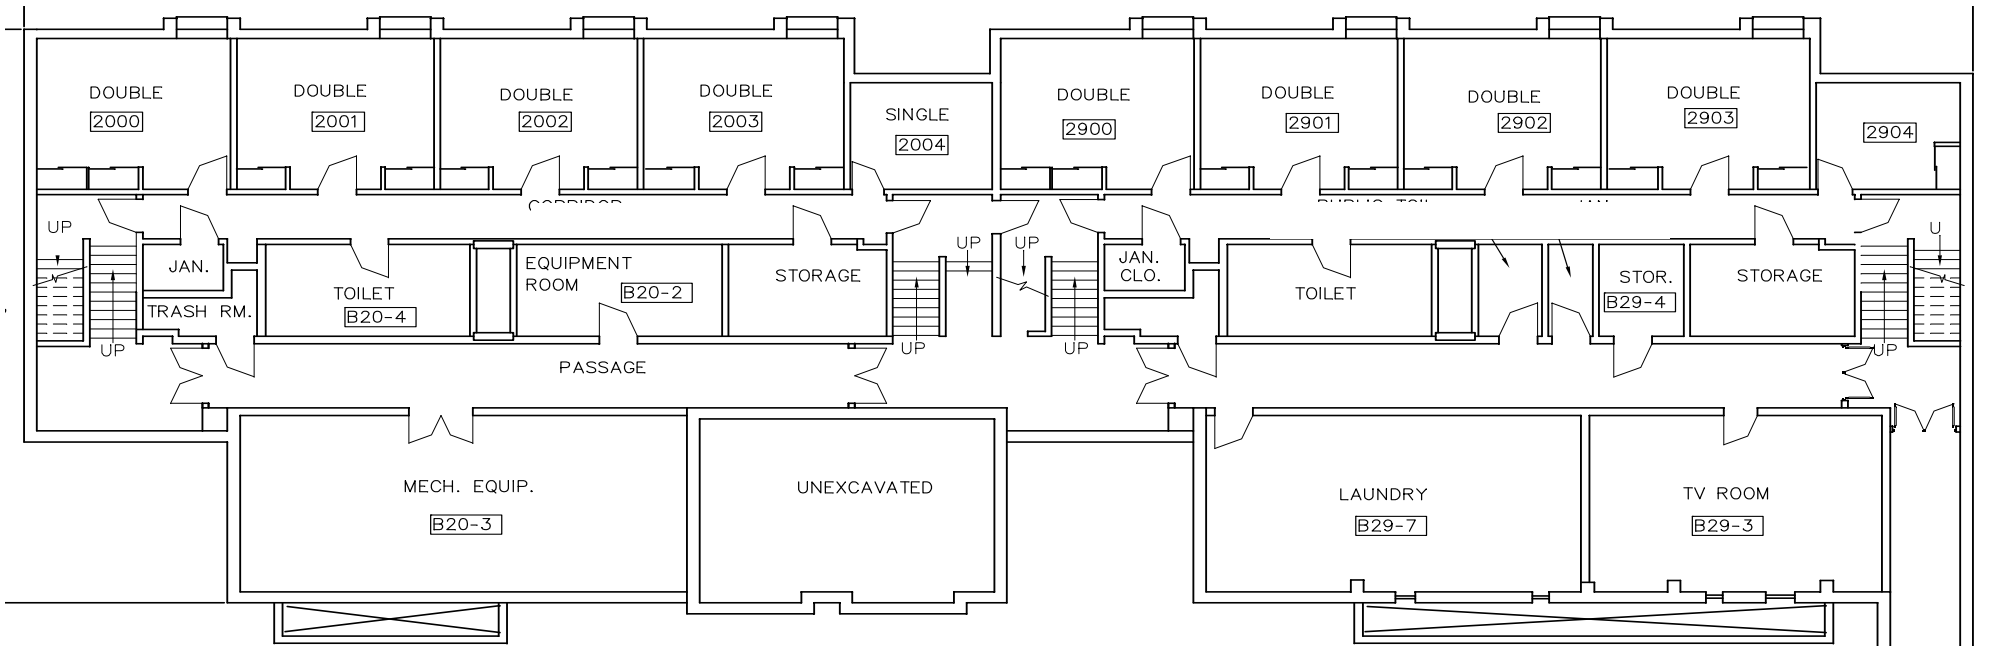 DOUBLE
2000
DOUBLE
2001
DOUBLE
2002
DOUBLE
2003
SINGLE
2004
DOUBLE
2900
DOUBLE
2901
DOUBLE
2902
DOUBLE
2903
2904
CORRIDOR
UP
JAN.
TRASH RM.
UP
TOILET
B20-4
EQUIPMENT
ROOM
B20-2
STORAGE
UP
UP
UP
UP
JAN.
CLO.
TOILET
STOR.
B29-4
STORAGE
U
UP
PASSAGE
MECH. EQUIP.
B20-3
UNEXCAVATED
LAUNDRY
B29-7
TV ROOM
B29-3